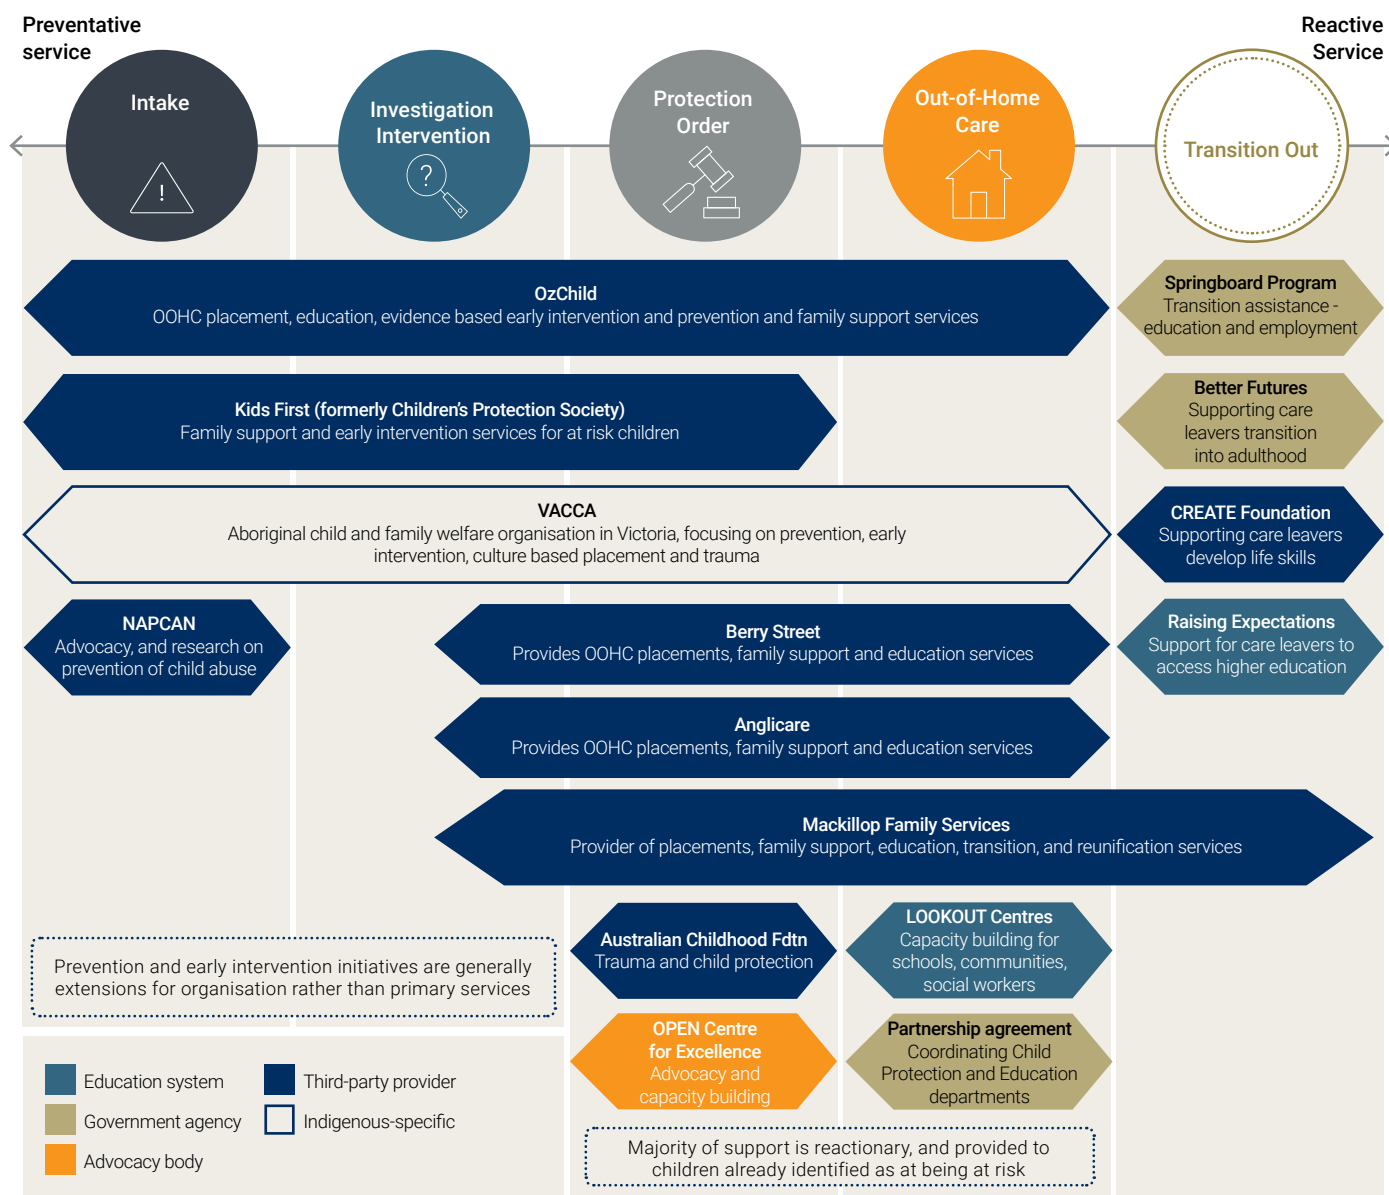 Preventative
service
Reactive
Service
Intake
!
Investigation
Intervention
?
Protection
Order
Out-of-Home
Care
Transition Out
OzChild
OOHC placement, education, evidence based early intervention and prevention and family support services
Springboard Program
Transition assistance -
education and employment
Kids First (formerly Children's Protection Society)
Family support and early intervention services for at risk children
Better Futures
Supporting care
leavers transition
into adulthood
VACCA
Aboriginal child and family welfare organisation in Victoria, focusing on prevention, early
intervention, culture based placement and trauma
CREATE Foundation
Supporting care leavers
develop life skills
NAPCAN
Advocacy, and research on
prevention of child abuse
Berry Street
Provides OOHC placements, family support and education services
Raising Expectations
Support for care leavers to
access higher education
Anglicare
Provides OOHC placements, family support and education services
Mackillop Family Services
Provider of placements, family support, education, transition, and reunification services
Australian Childhood Fdtn
Trauma and child protection
LOOKOUT Centres
Capacity building for
schools, communities,
social workers
Prevention and early intervention initiatives are generally
extensions for organisation rather than primary services
OPEN Centre
for Excellence
Advocacy and
capacity building
Partnership agreement
Coordinating Child
Protection and Education
departments
Education system
Third-party provider
Government agency
Indigenous-specific
Advocacy body
Majority of support is reactionary, and provided to
children already identified as at being at risk